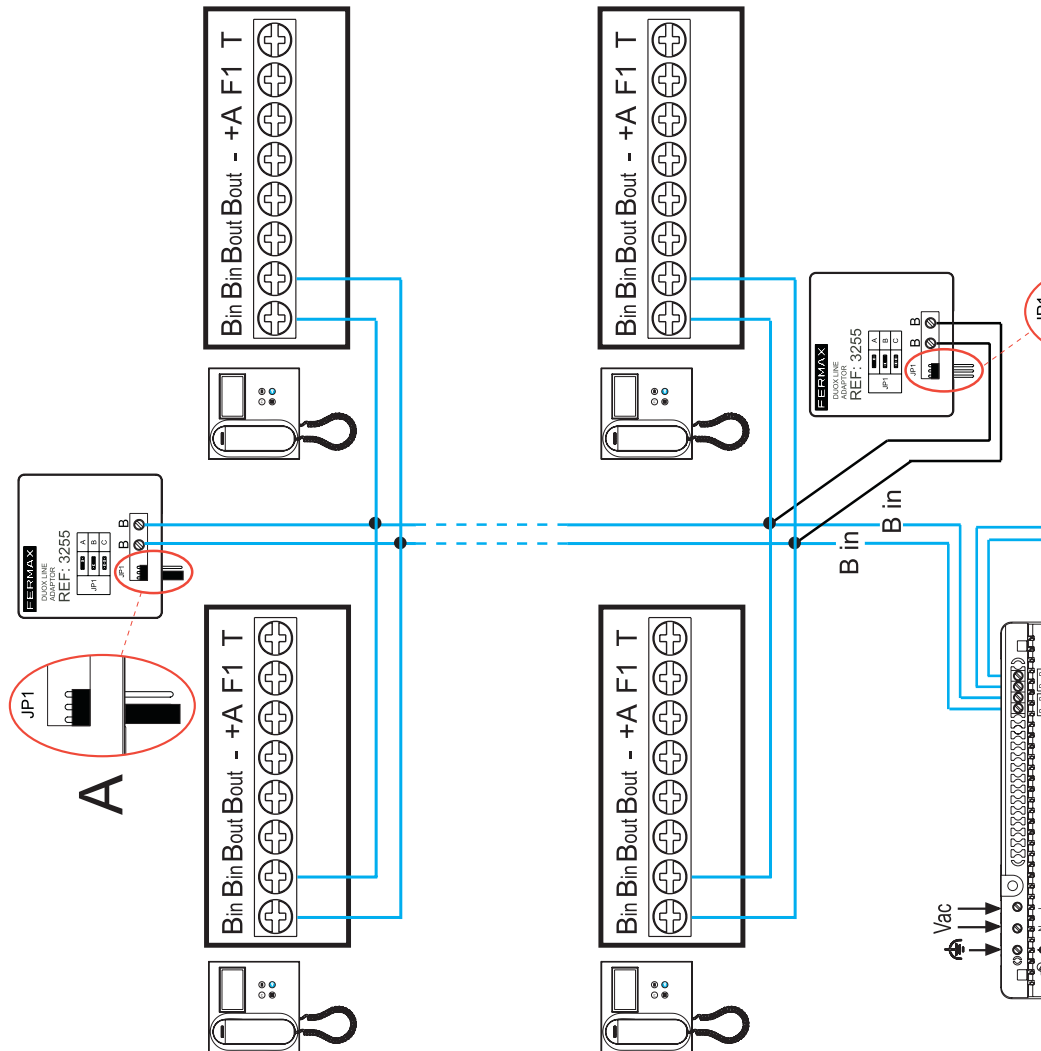 Bin Bin Bout Bout - +A F1 T
Bin Bin Bout Bout - +A F1 T
FERMAX
DUOX LINE
ADAPTOR
REF: 3255
JP1
A
B
C
JP1
B
B
JP1
A
FERMAX
DUOX LINE
ADAPTOR
REF: 3255
JP1
A
B
C
JP1
B
B
B in
B in
Bin Bin Bout Bout - +A F1 T
Bin Bin Bout Bout - +A F1 T
Vac